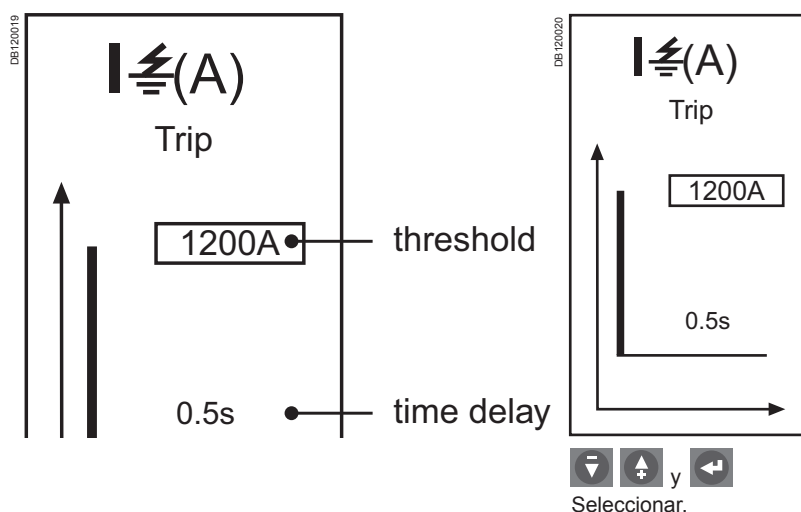 DB120019
I (A)
Trip
1200A
threshold
0.5s
time delay
DB120020
I (A)
Trip
1200A
0.5s
y
Seleccionar.